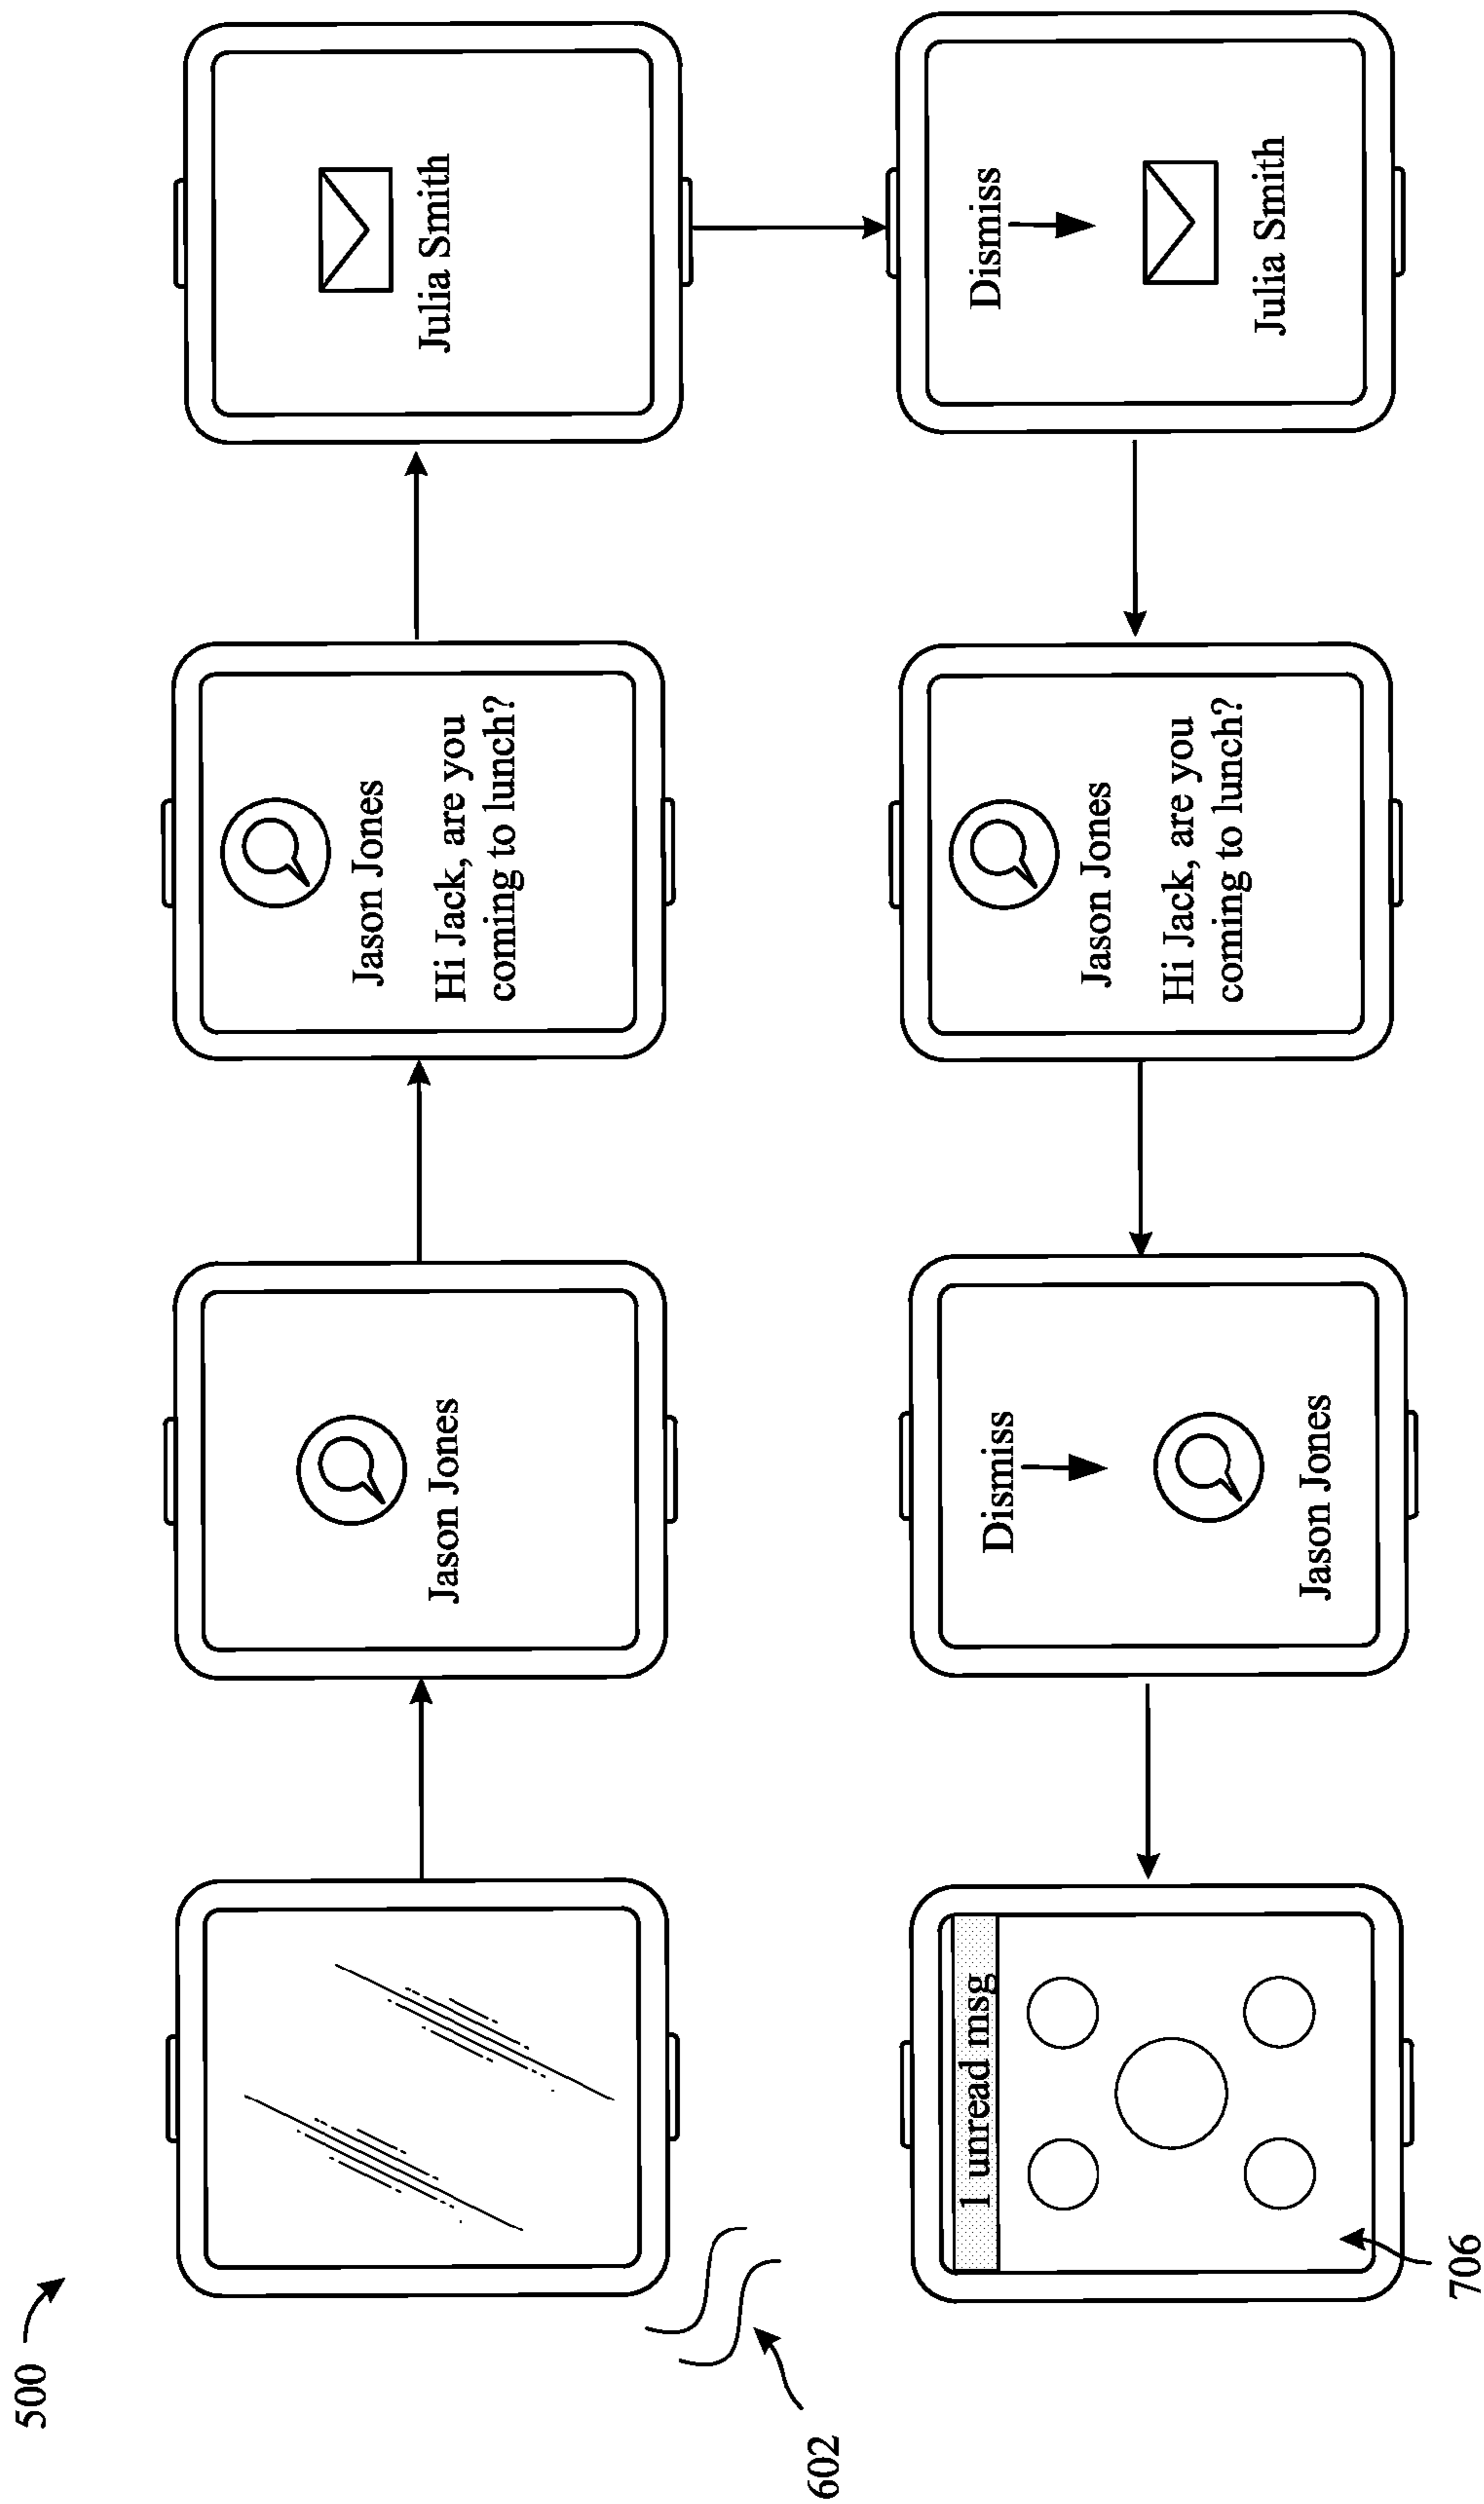 500
602
Jason Jones
Jason Jones
Hi Jack, are you
coming to lunch?
Julia Smith
1 unread msg
706
Dismiss
Jason Jones
Jason Jones
Hi Jack, are you
coming to lunch?
Dismiss
Julia Smith